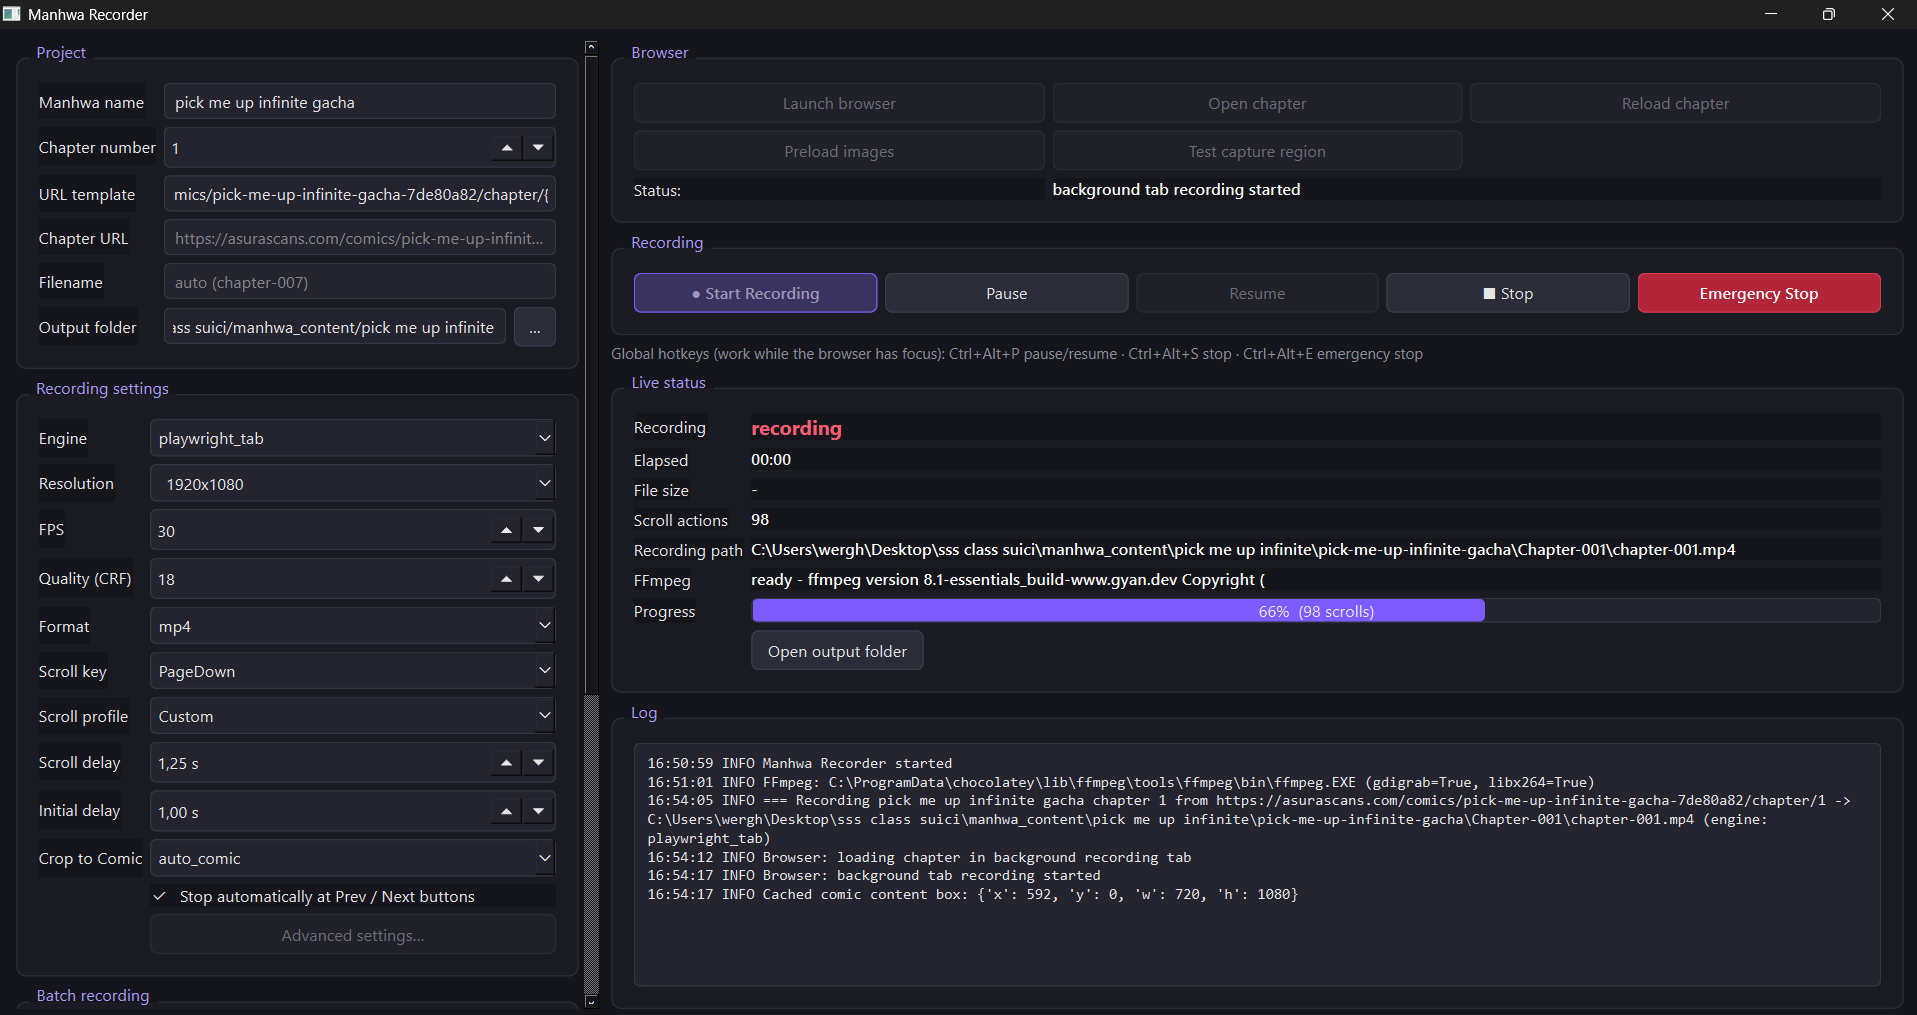 Manhwa Recorder
Project
Manhwa name
pick me up infinite gacha
Chapter number
1
URL template
mics/pick-me-up-infinite-gacha-7de80a82/chapter/{
Chapter URL
https://asurascans.com/comics/pick-me-up-infinit...
Filename
auto (chapter-007)
Output folder
ass suici/manhwa_content/pick me up infinite
...
Recording settings
Engine
playwright_tab
Resolution
1920x1080
FPS
30
Quality (CRF)
18
Format
mp4
Scroll key
PageDown
Scroll profile
Custom
Scroll delay
1,25 s
Initial delay
1,00 s
Crop to Comic
auto_comic
✓ Stop automatically at Prev / Next buttons
Advanced settings...
Batch recording
Browser
Launch browser
Open chapter
Reload chapter
Preload images
Test capture region
Status:
background tab recording started
Recording
● Start Recording
Pause
Resume
■ Stop
Emergency Stop
Global hotkeys (work while the browser has focus): Ctrl+Alt+P pause/resume · Ctrl+Alt+S stop · Ctrl+Alt+E emergency stop
Live status
Recording
recording
Elapsed
00:00
File size
-
Scroll actions
98
Recording path
C:\Users\wergh\Desktop\sss class suici\manhwa_content\pick me up infinite\pick-me-up-infinite-gacha\Chapter-001\chapter-001.mp4
FFmpeg
ready - ffmpeg version 8.1-essentials_build-www.gyan.dev Copyright (
Progress
66% (98 scrolls)
Open output folder
Log
16:50:59 INFO Manhwa Recorder started
16:51:01 INFO FFmpeg: C:\ProgramData\chocolatey\lib\ffmpeg\tools\ffmpeg\bin\ffmpeg.EXE (gdigrab=True, libx264=True)
16:54:05 INFO === Recording pick me up infinite gacha chapter 1 from https://asurascans.com/comics/pick-me-up-infinite-gacha-7de80a82/chapter/1 ->
C:\Users\wergh\Desktop\sss class suici\manhwa_content\pick me up infinite\pick-me-up-infinite-gacha\Chapter-001\chapter-001.mp4 (engine:
playwright_tab)
16:54:12 INFO Browser: loading chapter in background recording tab
16:54:17 INFO Browser: background tab recording started
16:54:17 INFO Cached comic content box: {'x': 592, 'y': 0, 'w': 720, 'h': 1080}